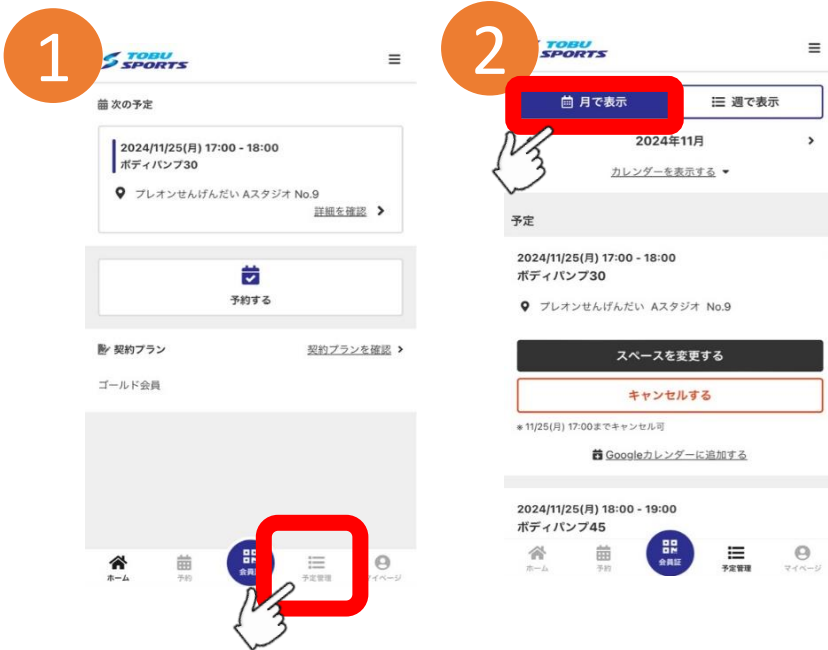 1
TOBU
SPORTS
次の予定
2024/11/25(月) 17:00 - 18:00
ボディパンプ30
プレオンせんげんだい Aスタジオ No.9
詳細を確認
予約する
契約プラン
契約プランを確認
ゴールド会員
ホーム
予約
会員証
予定管理
マイページ
2
TOBU
SPORTS
月で表示
週で表示
2024年11月
カレンダーを表示する
予定
2024/11/25(月) 17:00 - 18:00
ボディパンプ30
プレオンせんげんだい Aスタジオ No.9
スペースを変更する
キャンセルする
* 11/25(月) 17:00までキャンセル可
Googleカレンダーに追加する
2024/11/25(月) 18:00 - 19:00
ボディパンプ45
ホーム
予約
会員証
予定管理
マイページ